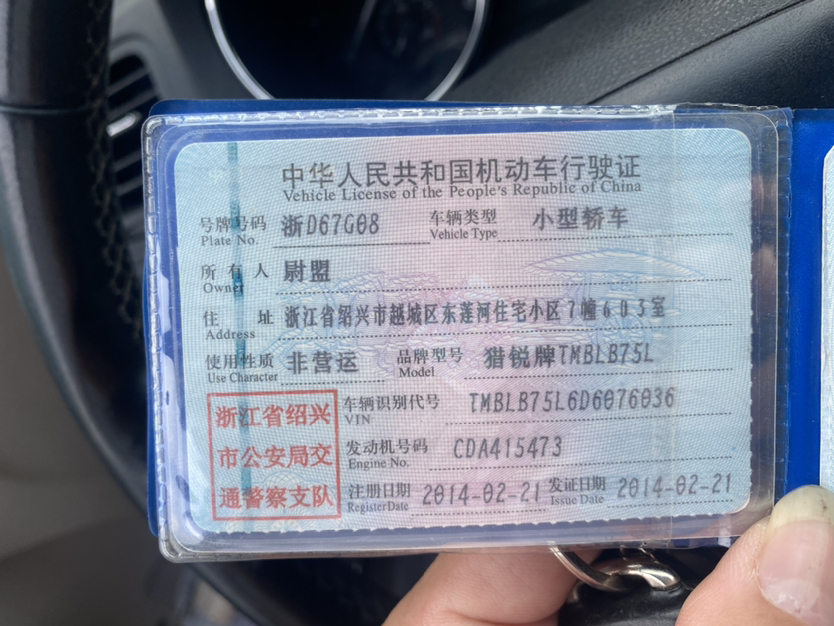 中华人民共和国机动车行驶证
Vehicle License of the People's Republic of China
号牌号码 浙D67G08 车辆类型 小型轿车
Plate No. Vehicle Type
所有人 尉盟
Owner
住址 浙江省绍兴市越城区东莲河住宅小区7幢603室
Address
使用性质 非营运 品牌型号 猎锐牌TMBLB75L
Use Character Model
车辆识别代号 TMBLB75L6D6076036
VIN
发动机号码 CDA415473
Engine No.
注册日期 2014-02-21 发证日期 2014-02-21
RegisterDate Issue Date
浙江省绍兴
市公安局交
通警察支队